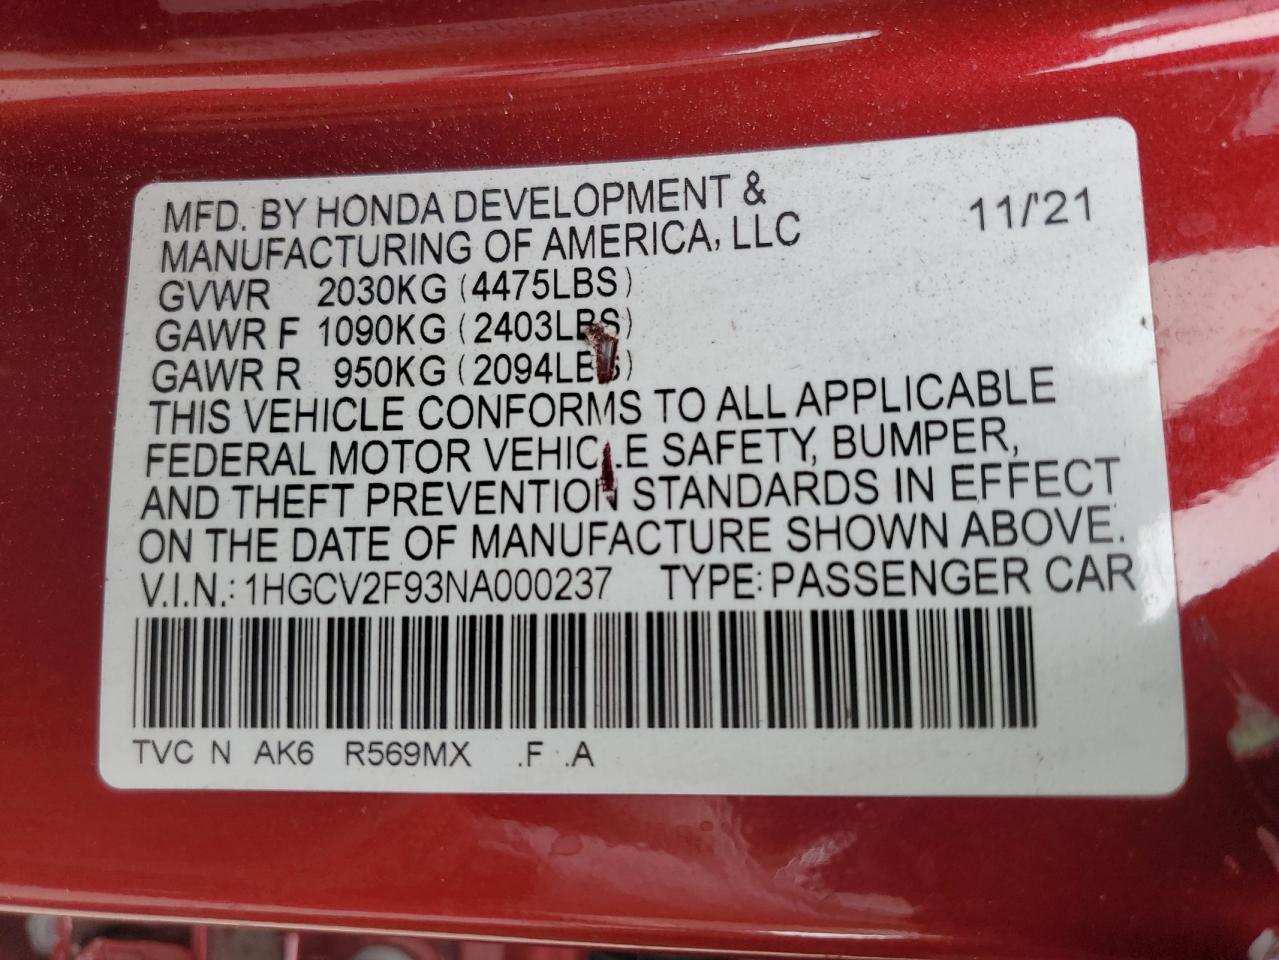 MFD. BY HONDA DEVELOPMENT & 11/'21
MANUFACTURING OF AMERICA, LLC
GVWR 2030KG (4475LBS)
GAWR F 1090KG (2403LBS)
GAWR R 950KG (2094LBS)
THIS VEHICLE CONFORMS TO ALL APPLICABLE
FEDERAL MOTOR VEHICLE SAFETY, BUMPER,
AND THEFT PREVENTION STANDARDS IN EFFECT
ON THE DATE OF MANUFACTURE SHOWN ABOVE.
V.I.N.: 1HGCV2F93NA000237 TYPE: PASSENGER CAR
TVC N AK6 R569MX .F .A